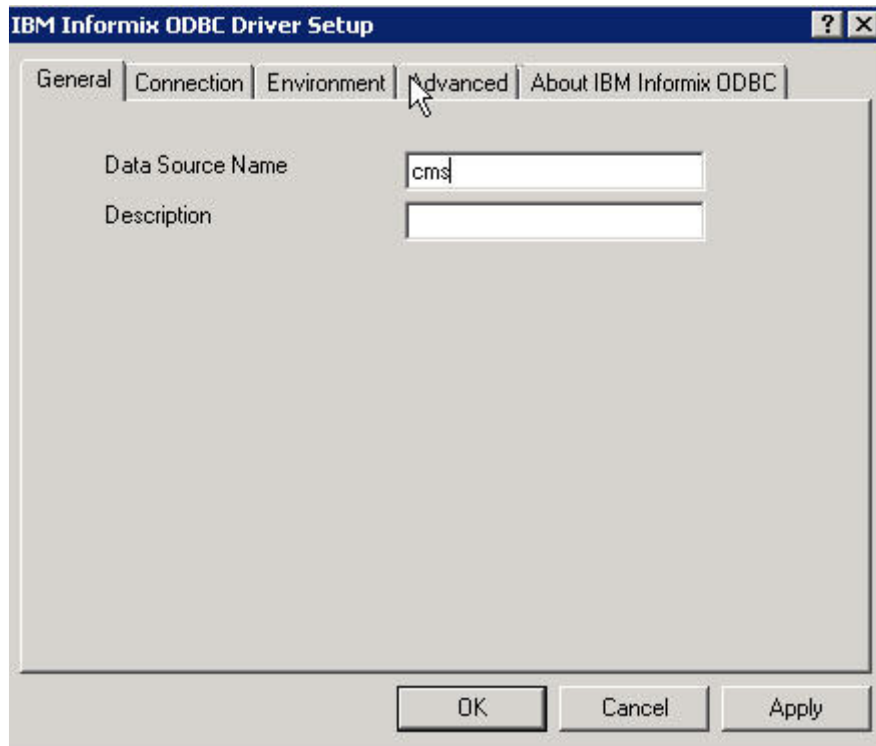 IBM Informix ODBC Driver Setup
General Connection Environment Advanced About IBM Informix ODBC
Data Source Name cms
Description
OK Cancel Apply